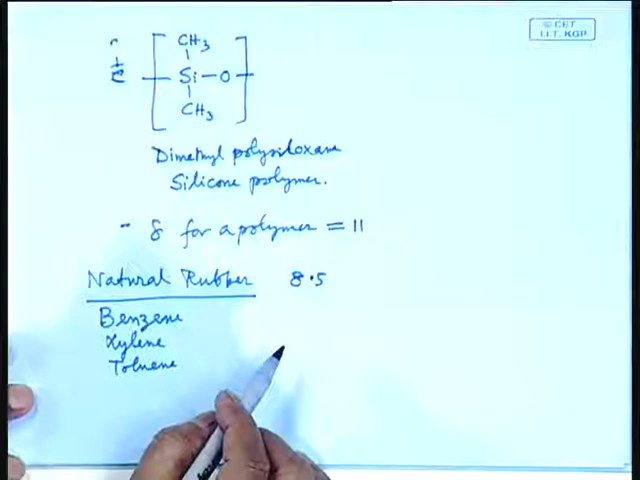 © CET
I.I.T. KGP
CH3
Si — O
CH3
Dimethyl polysiloxane
Silicone polymer.
- δ for a polymer = 11
Natural Rubber 8.5
Benzene
Xylene
Toluene